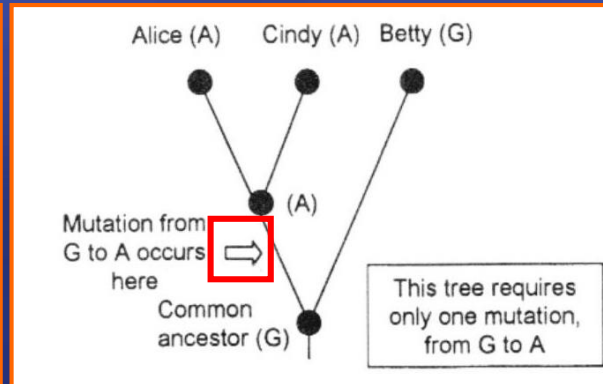 Alice (A) Cindy (A) Betty (G)
(A)
Mutation from
G to A occurs
here
Common
ancestor (G)
This tree requires
only one mutation,
from G to A